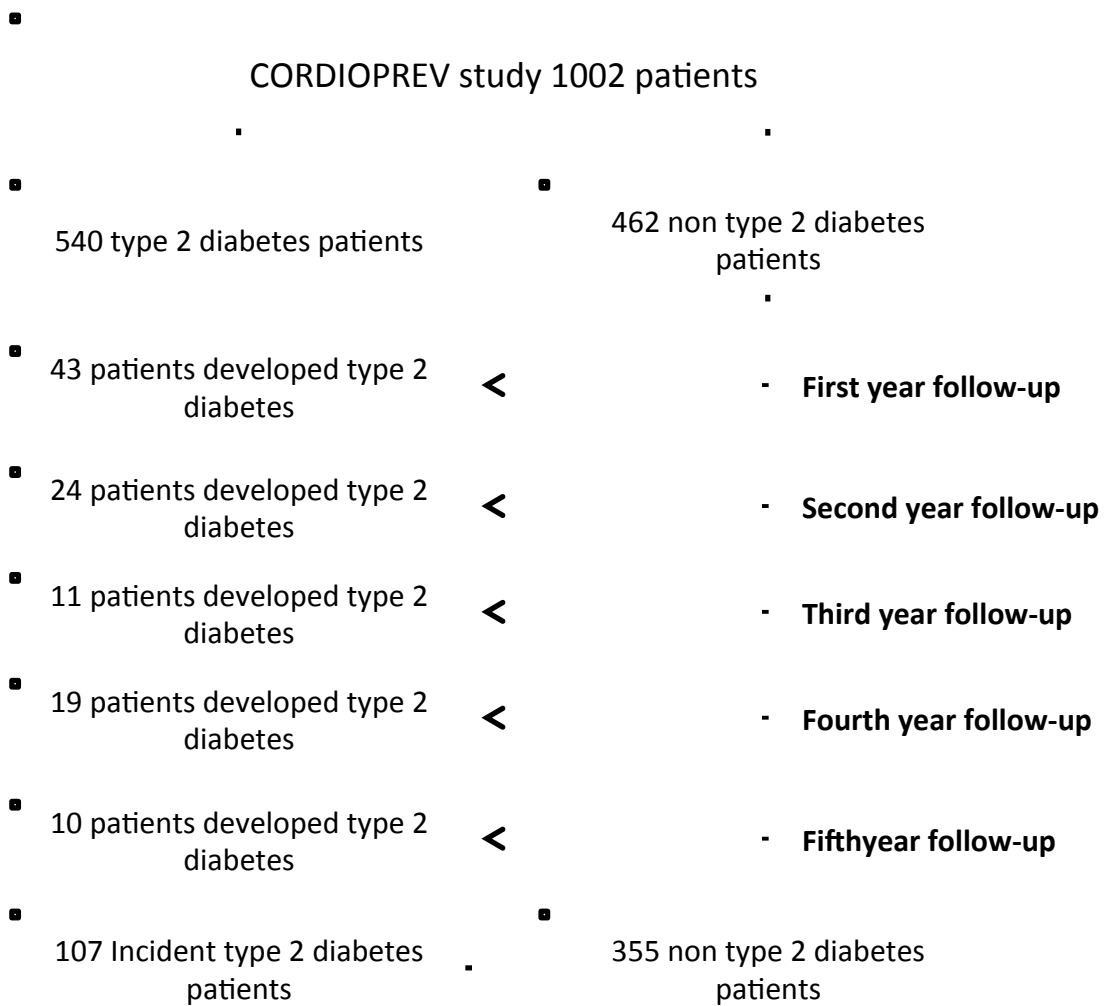 CORDIOPREV study 1002 patients
540 type 2 diabetes patients
462 non type 2 diabetes
patients
43 patients developed type 2
diabetes
First year follow-up
24 patients developed type 2
diabetes
Second year follow-up
11 patients developed type 2
diabetes
Third year follow-up
19 patients developed type 2
diabetes
Fourth year follow-up
10 patients developed type 2
diabetes
Fifthyear follow-up
107 Incident type 2 diabetes
patients
355 non type 2 diabetes
patients